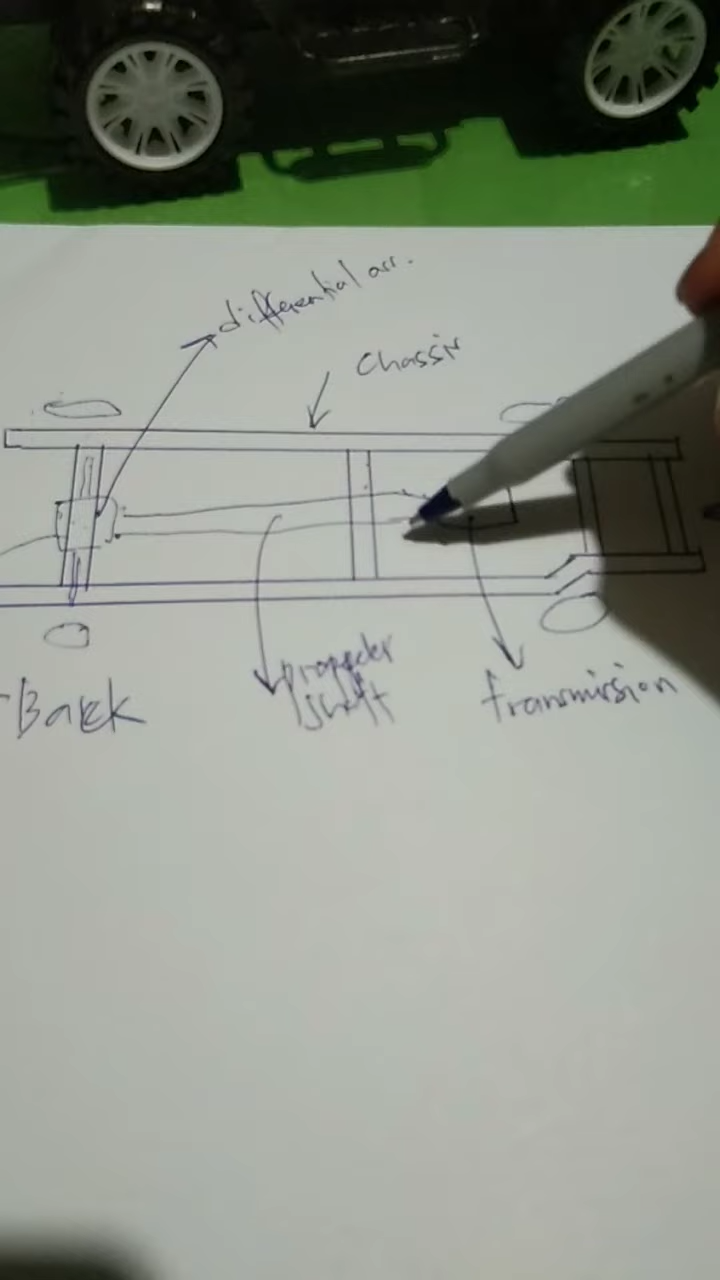 differential ass.
Chassis
propeller
shaft
transmission
Back